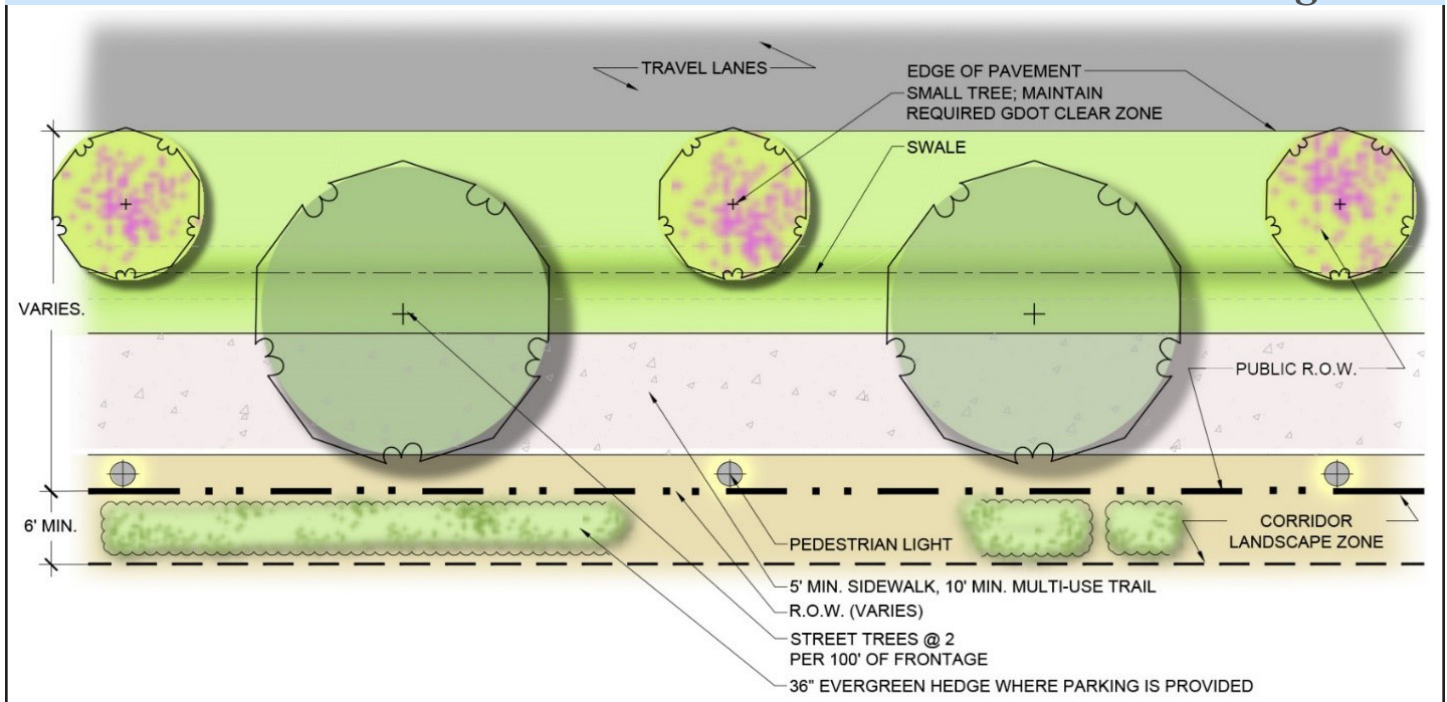 TRAVEL LANES
EDGE OF PAVEMENT
SMALL TREE; MAINTAIN
REQUIRED GDOT CLEAR ZONE
SWALE
VARIES.
PUBLIC R.O.W.
6' MIN.
CORRIDOR
LANDSCAPE ZONE
PEDESTRIAN LIGHT
5' MIN. SIDEWALK, 10' MIN. MULTI-USE TRAIL
R.O.W. (VARIES)
STREET TREES @ 2
PER 100' OF FRONTAGE
36" EVERGREEN HEDGE WHERE PARKING IS PROVIDED